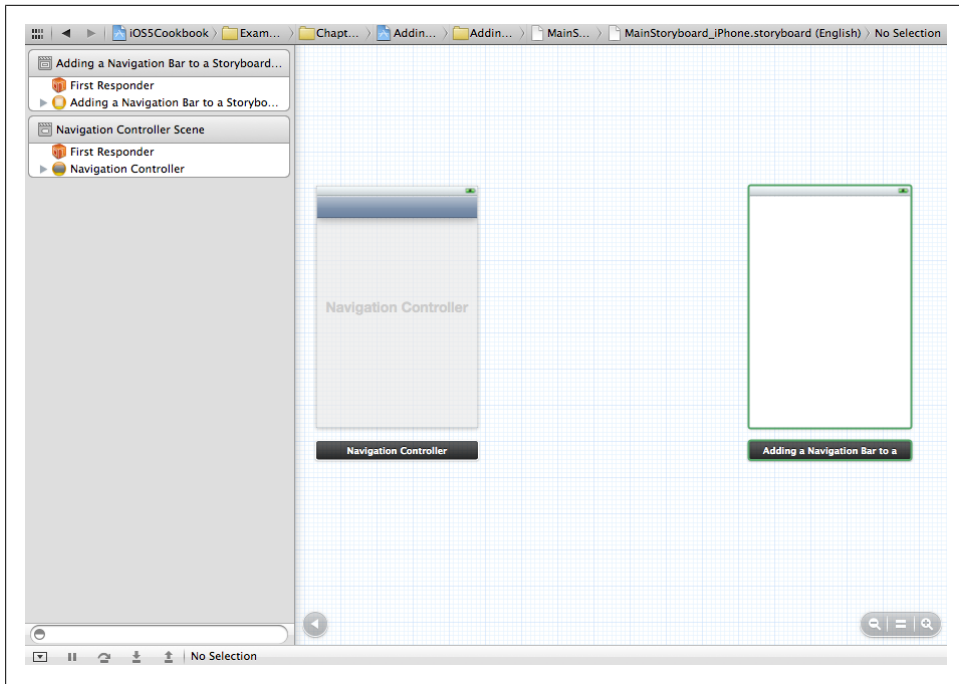 iOS5Cookbook Exam... Chapt... Addin... Addin... MainS... MainStoryboard_iPhone.storyboard (English) No Selection
Adding a Navigation Bar to a Storyboard...
First Responder
Adding a Navigation Bar to a Storybo...
Navigation Controller Scene
First Responder
Navigation Controller
Navigation Controller
Navigation Controller
Adding a Navigation Bar to a
No Selection